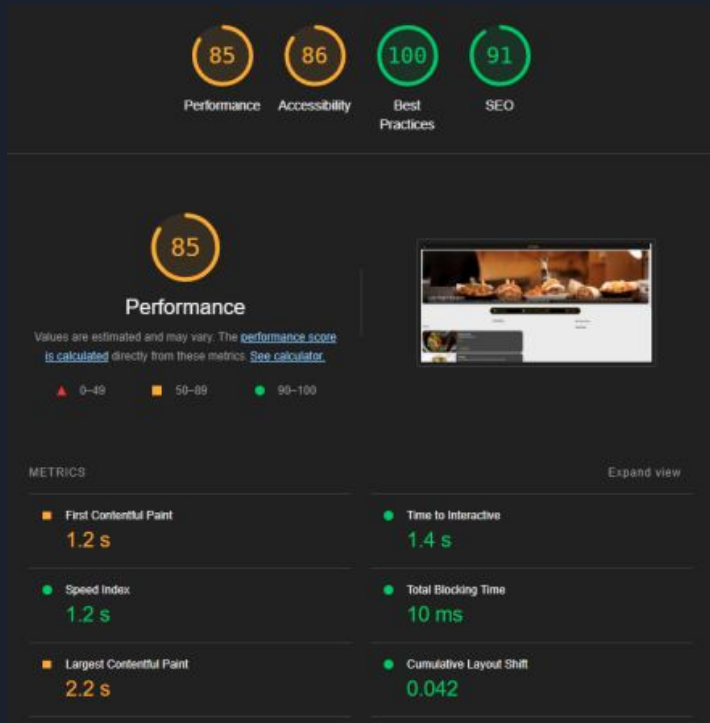 85
86
100
91
Performance
Accessibility
Best
Practices
SEO
85
Performance
Values are estimated and may vary. The performance score
is calculated directly from these metrics. See calculator.
0–49
50–89
90–100
METRICS
Expand view
First Contentful Paint
1.2 s
Time to Interactive
1.4 s
Speed Index
1.2 s
Total Blocking Time
10 ms
Largest Contentful Paint
2.2 s
Cumulative Layout Shift
0.042